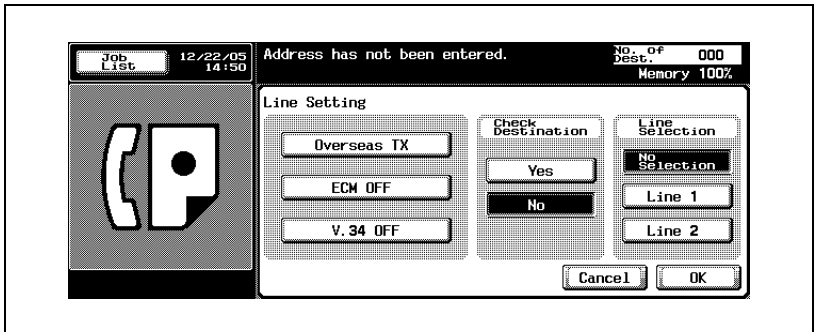 Job List
12/22/05
14:50
Address has not been entered.
No. of Dest. 000
Memory 100%
Line Setting
Overseas TX
ECM OFF
V.34 OFF
Check Destination
Yes
No
Line Selection
No Selection
Line 1
Line 2
Cancel
OK